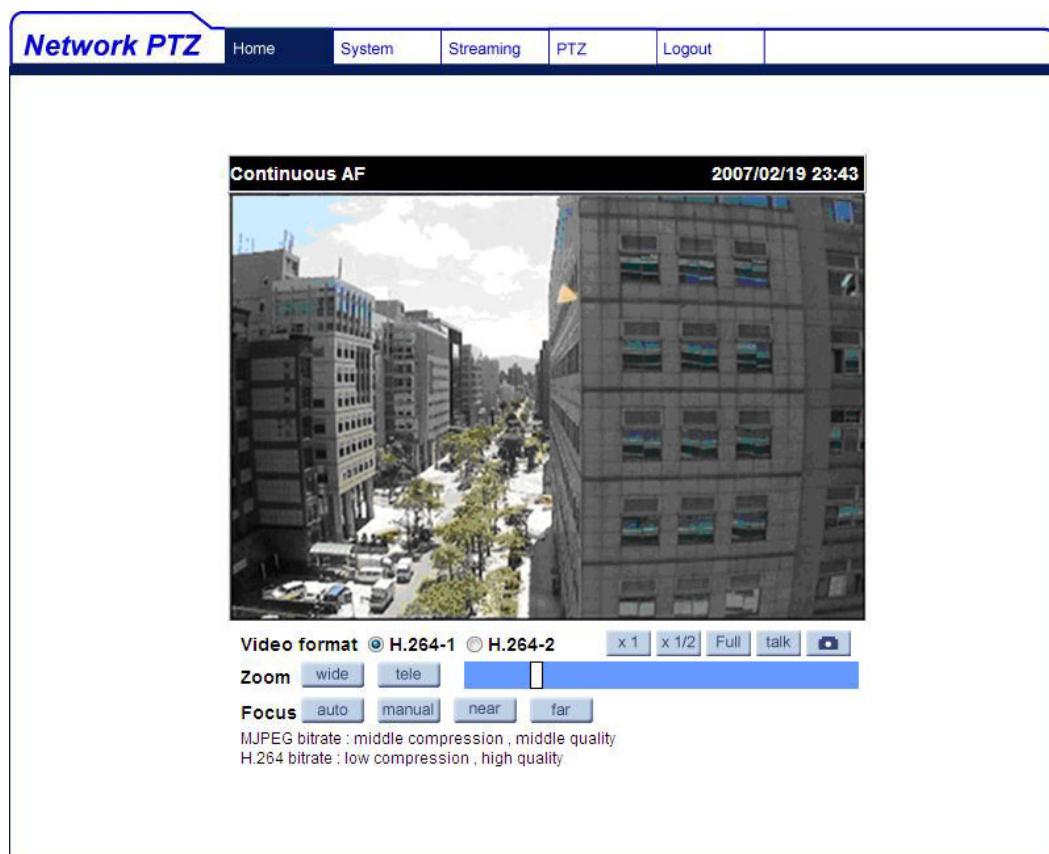 Network PTZ Home System Streaming PTZ Logout
Continuous AF 2007/02/19 23:43
Video format H.264-1 H.264-2 x 1 x 1/2 Full talk
Zoom wide tele
Focus auto manual near far
MJPEG bitrate : middle compression , middle quality
H.264 bitrate : low compression , high quality